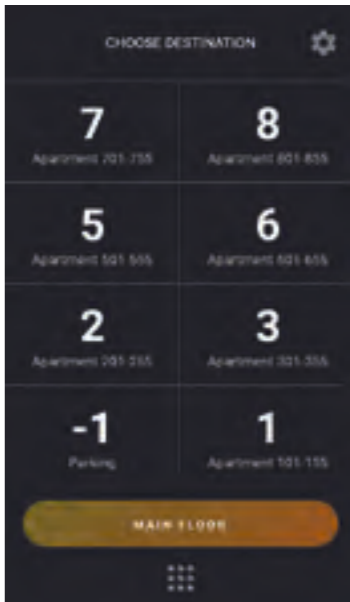 CHOOSE DESTINATION
7 8
Apartment 701-755 Apartment 801-855
5 6
Apartment 501-555 Apartment 601-655
2 3
Apartment 201-255 Apartment 301-355
-1 1
Parking Apartment 101-155
MAIN FLOOR